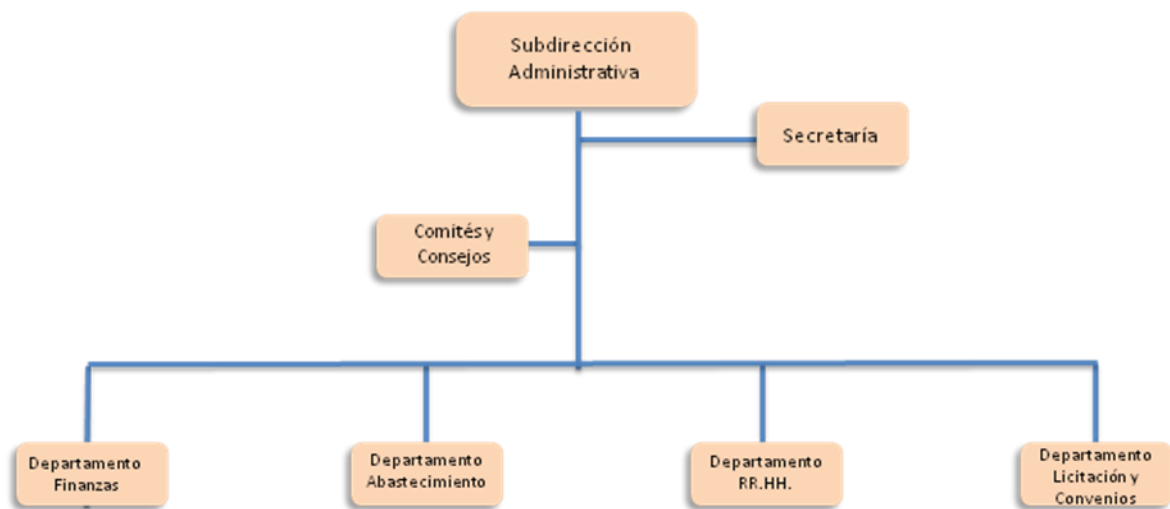 Subdirección
Administrativa
Secretaría
Comités y
Consejos
Departamento
Finanzas
Departamento
Abastecimiento
Departamento
RR.HH.
Departamento
Licitación y
Convenios